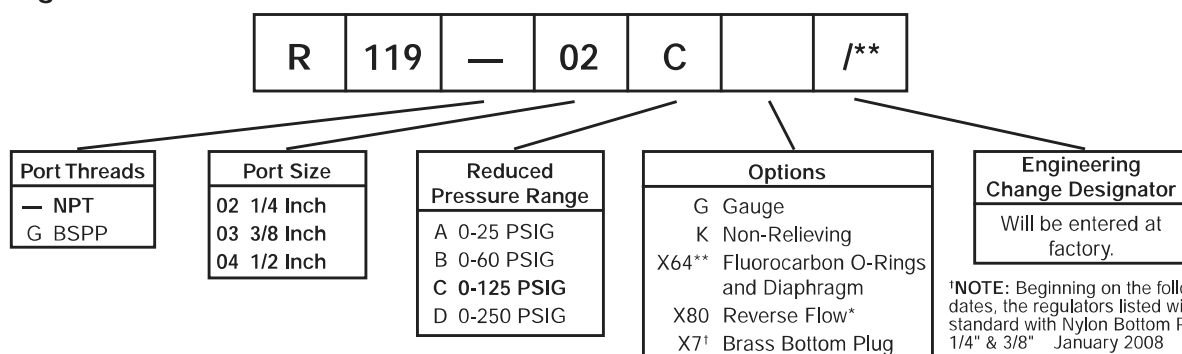 R 119 — 02 C /**
Port Threads
— NPT
G BSPP
Port Size
02 1/4 Inch
03 3/8 Inch
04 1/2 Inch
Reduced
Pressure Range
A 0-25 PSIG
B 0-60 PSIG
C 0-125 PSIG
D 0-250 PSIG
Options
G Gauge
K Non-Relieving
X64** Fluorocarbon O-Rings
and Diaphragm
X80 Reverse Flow*
X7† Brass Bottom Plug
Engineering
Change Designator
Will be entered at
factory.
†NOTE: Beginning on the
dates, the regulators listed
standard with Nylon Bottom
1/4" & 3/8" January 2008